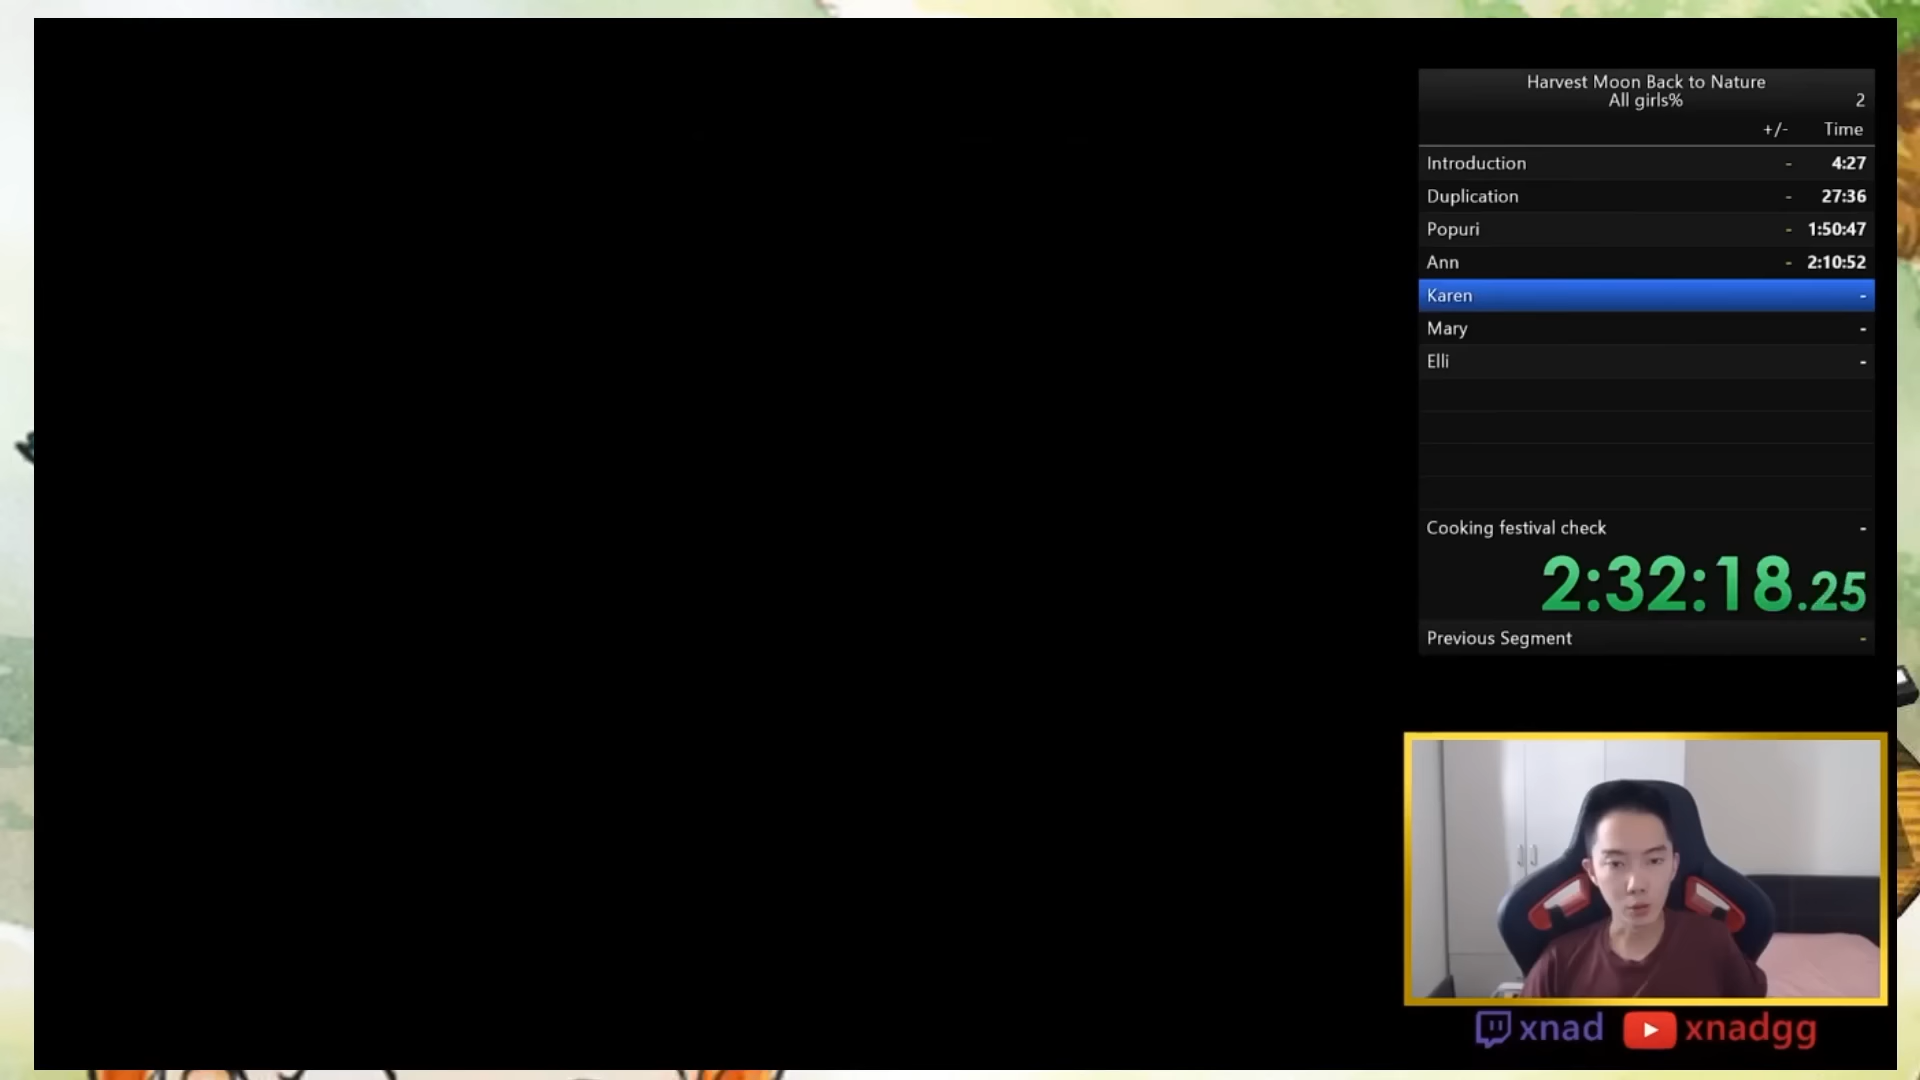 Harvest Moon Back to Nature
All girls% 2
+/- Time
Introduction - 4:27
Duplication - 27:36
Popuri - 1:50:47
Ann - 2:10:52
Karen -
Mary -
Elli -
Cooking festival check -
2:32:18.25
Previous Segment -
xnad xnadgg